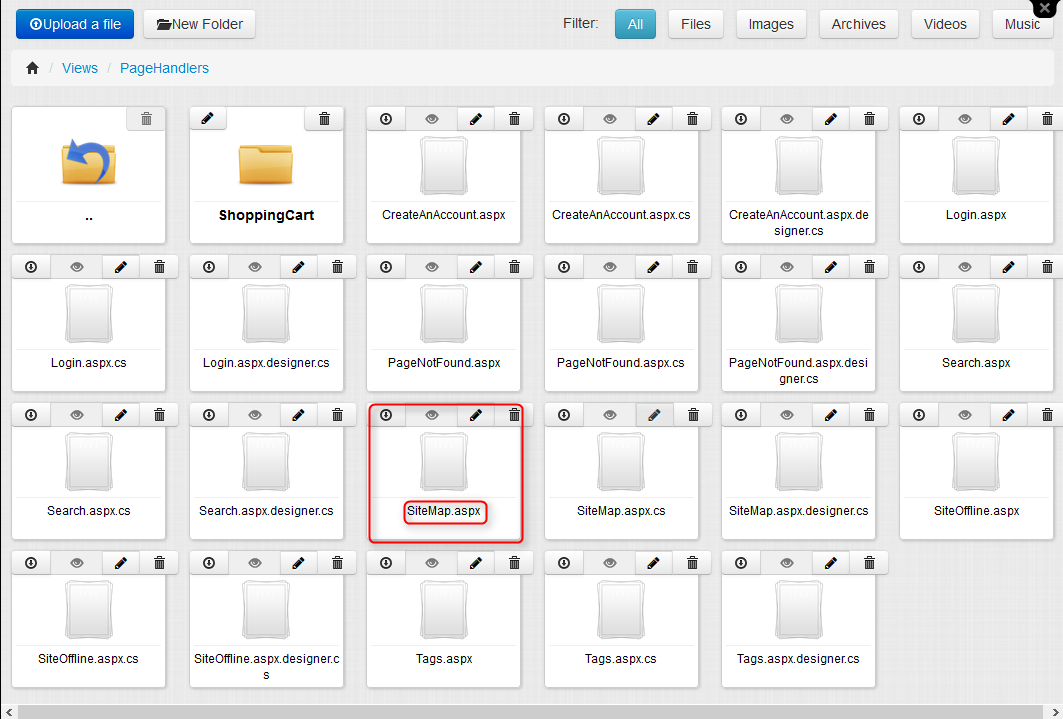 Upload a file
New Folder
Filter:
All
Files
Images
Archives
Videos
Music
/ Views / PageHandlers
..
ShoppingCart
CreateAnAccount.aspx
CreateAnAccount.aspx.cs
CreateAnAccount.aspx.de
signer.cs
Login.aspx
Login.aspx.cs
Login.aspx.designer.cs
PageNotFound.aspx
PageNotFound.aspx.cs
PageNotFound.aspx.desi
gner.cs
Search.aspx
Search.aspx.cs
Search.aspx.designer.cs
SiteMap.aspx
SiteMap.aspx.cs
SiteMap.aspx.designer.cs
SiteOffline.aspx
SiteOffline.aspx.cs
SiteOffline.aspx.designer.c
s
Tags.aspx
Tags.aspx.cs
Tags.aspx.designer.cs